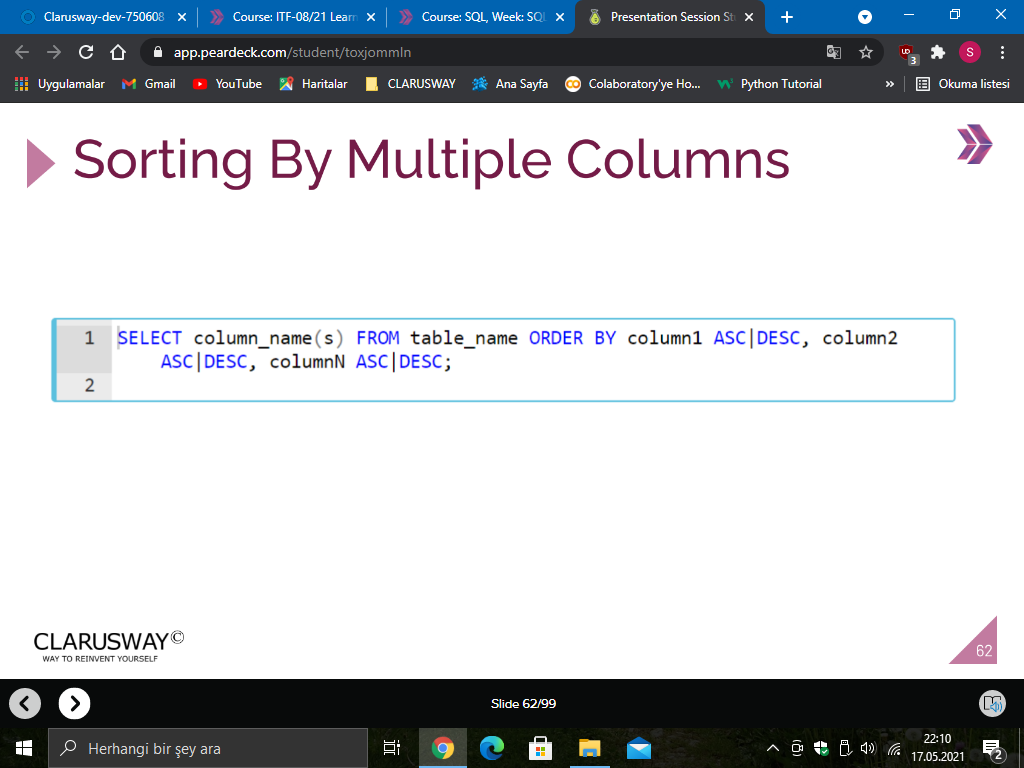 Clarusway-dev-750608
Course: ITF-08/21 Learn
Course: SQL, Week: SQL
Presentation Session St
app.peardeck.com/student/toxjommln
3
S
Uygulamalar
Gmail
YouTube
Haritalar
CLARUSWAY
Ana Sayfa
Colaboratory'ye Ho...
Python Tutorial
»
Okuma listesi
Sorting By Multiple Columns
1 SELECT column_name(s) FROM table_name ORDER BY column1 ASC|DESC, column2
ASC|DESC, columnN ASC|DESC;
2
CLARUSWAY©
WAY TO REINVENT YOURSELF
62
Slide 62/99
Herhangi bir şey ara
22:10
17.05.2021
2